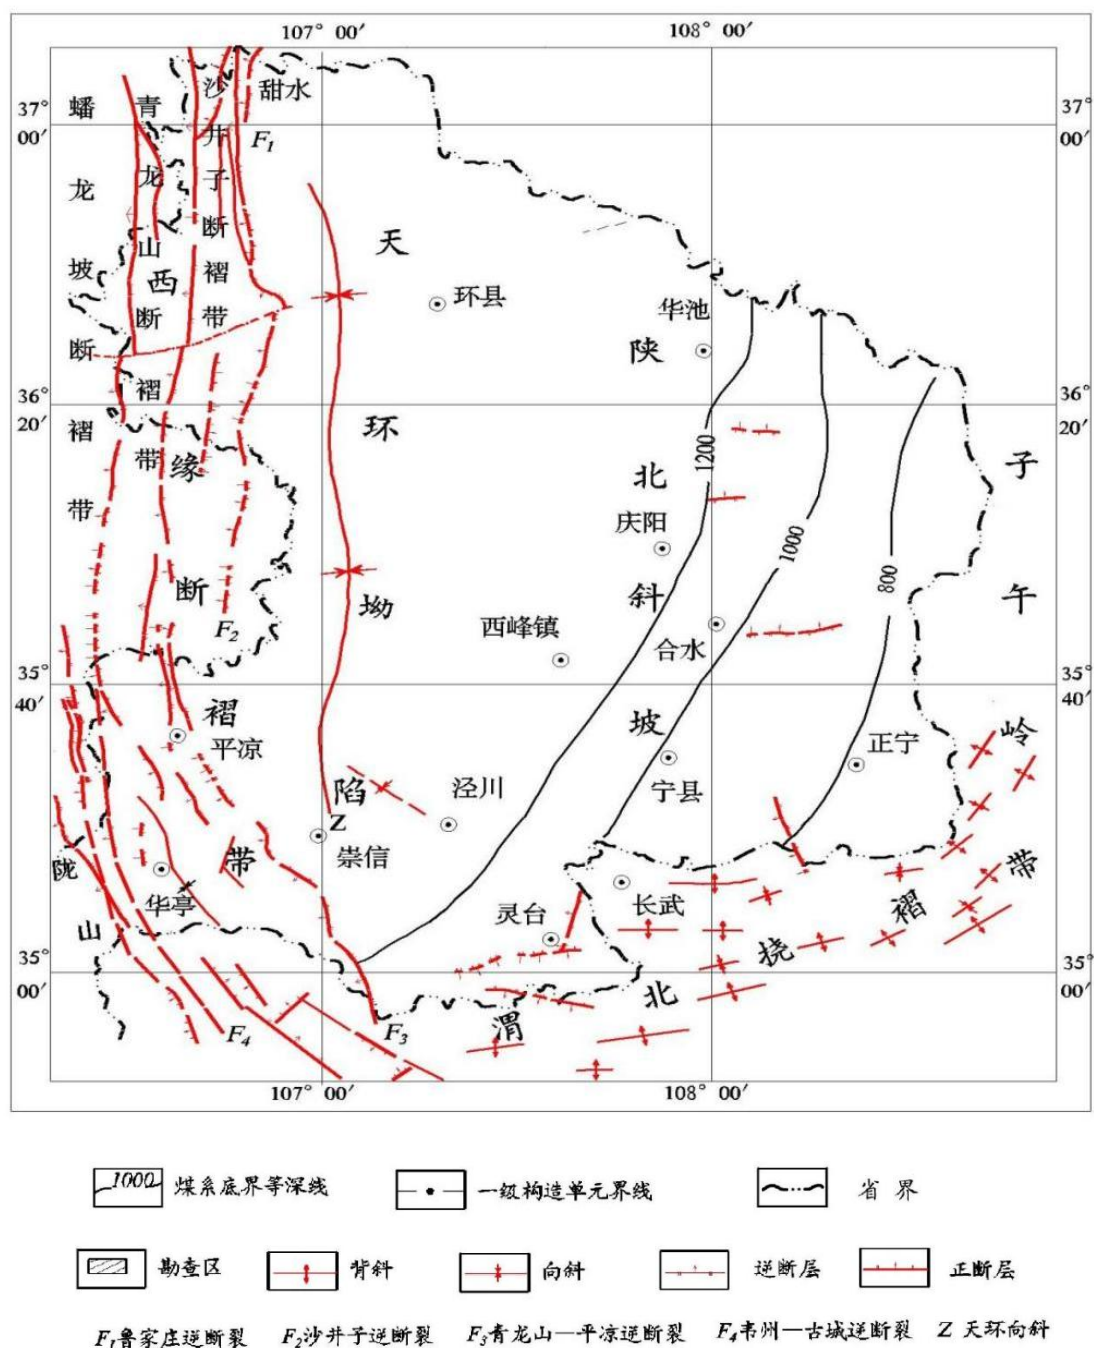 107° 00′ 108° 00′
37° 00′ 37° 00′
36° 20′ 36° 20′
35° 40′ 35° 40′
35° 00′ 35° 00′
107° 00′ 108° 00′
蟠龙坡断褶带
青龙山断褶带
沙井子断褶带
西缘断褶带
天环坳陷
陕北斜坡
子午岭
渭北挠褶带
陇山
甜水
环县
华池
庆阳
西峰镇
合水
平凉
泾川
宁县
正宁
崇信
华亭
灵台
长武
F₁
F₂
F₃
F₄
Z
1200
1000
800
1000 煤系底界等深线
一级构造单元界线
省界
勘查区
背斜
向斜
逆断层
正断层
F₁鲁家庄逆断裂 F₂沙井子逆断裂 F₃青龙山—平凉逆断裂 F₄韦州—古城逆断裂 Z 天环向斜